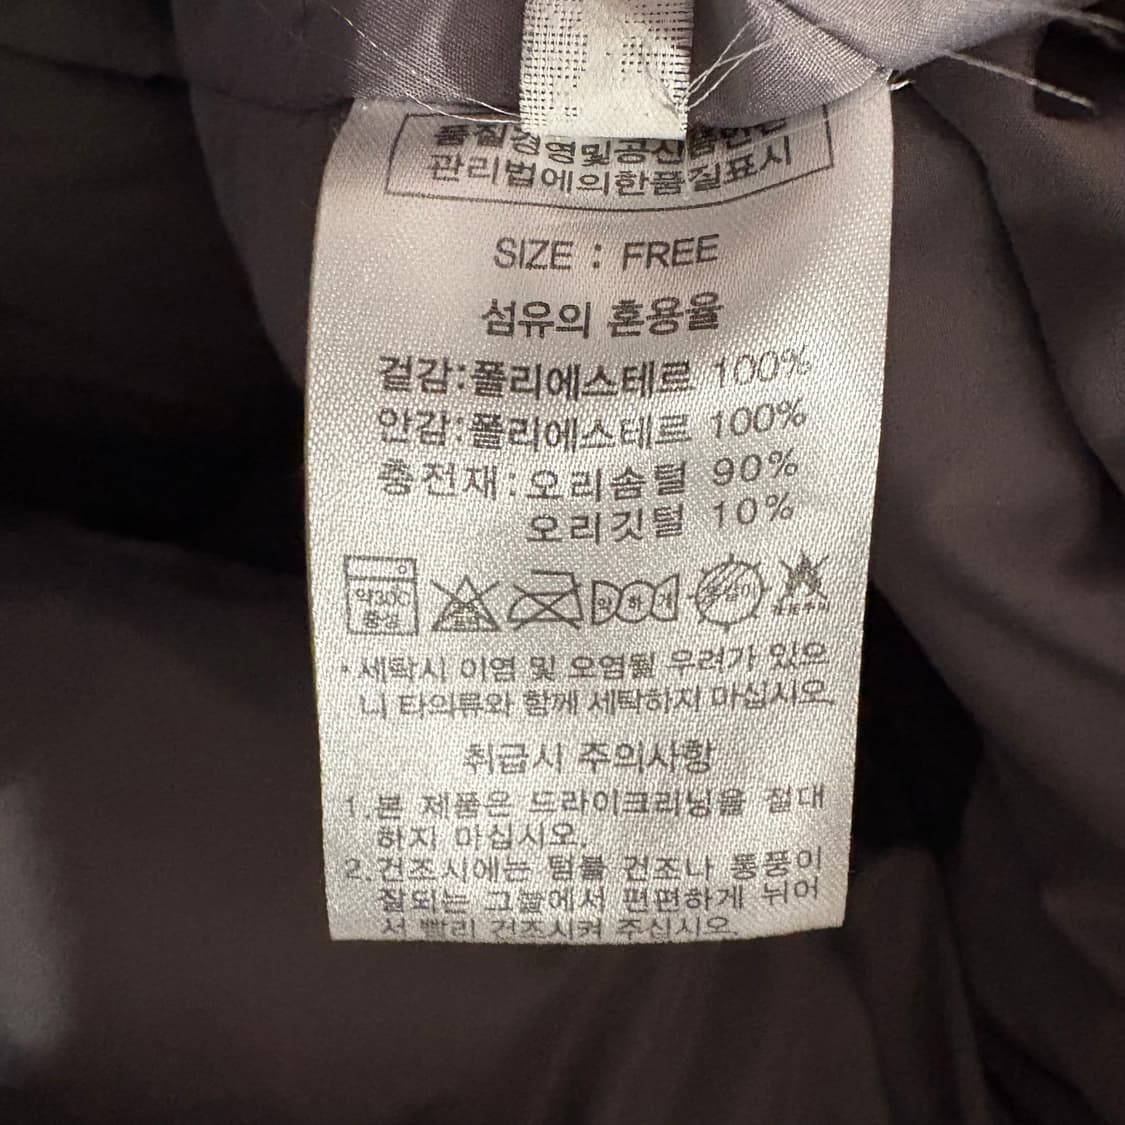 품질경영및공산품안전
관리법에의한품질표시
SIZE : FREE
섬유의 혼용율
겉감:폴리에스테르 100%
안감:폴리에스테르 100%
충전재:오리솜털 90%
오리깃털 10%
약30℃
중성
약하게
* 세탁시 이염 및 오염될 우려가 있으
니 타의류와 함께 세탁하지 마십시오.
취급시 주의사항
1.본 제품은 드라이크리닝을 절대
하지 마십시오.
2.건조시에는 텀블 건조나 통풍이
잘되는 그늘에서 편편하게 뉘어
서 빨리 건조시켜 주십시오.